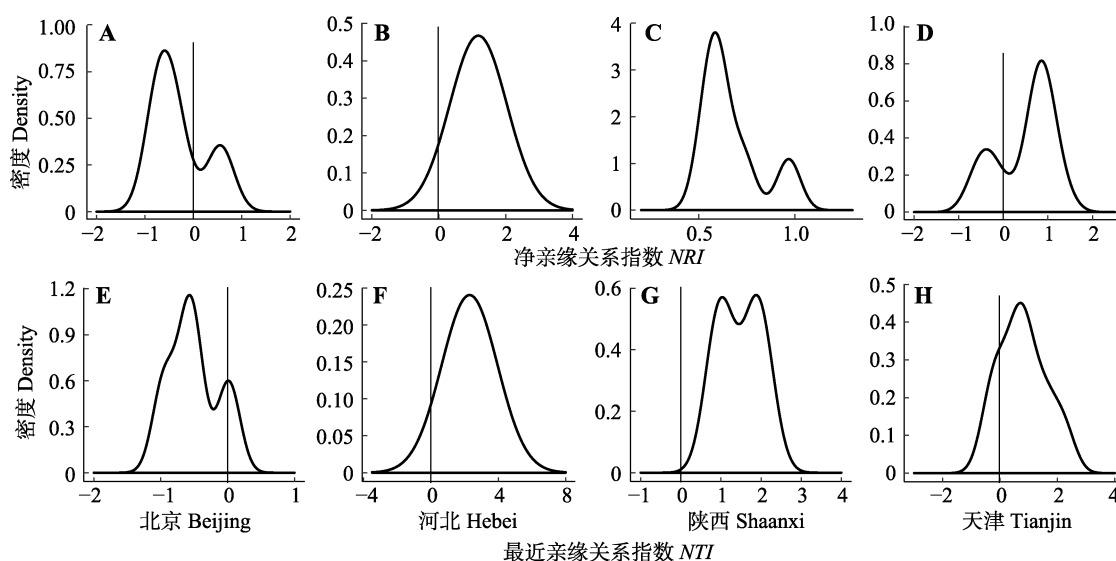 A B C D
密度 Density
1.00 0.75 0.50 0.25 0
−2 −1 0 1 2
0.5 0.4 0.3 0.2 0.1 0
−2 0 2 4
4 3 2 1 0
0.5 1.0
1.0 0.8 0.6 0.4 0.2 0
−2 −1 0 1 2
净亲缘关系指数 NRI
E F G H
密度 Density
1.2 0.9 0.6 0.3 0
−2 −1 0 1
0.25 0.20 0.15 0.10 0.05 0
−4 0 4 8
0.6 0.4 0.2 0
−1 0 1 2 3 4
0.5 0.4 0.3 0.2 0.1 0
−2 0 2 4
北京 Beijing 河北 Hebei 陕西 Shaanxi 天津 Tianjin
最近亲缘关系指数 NTI